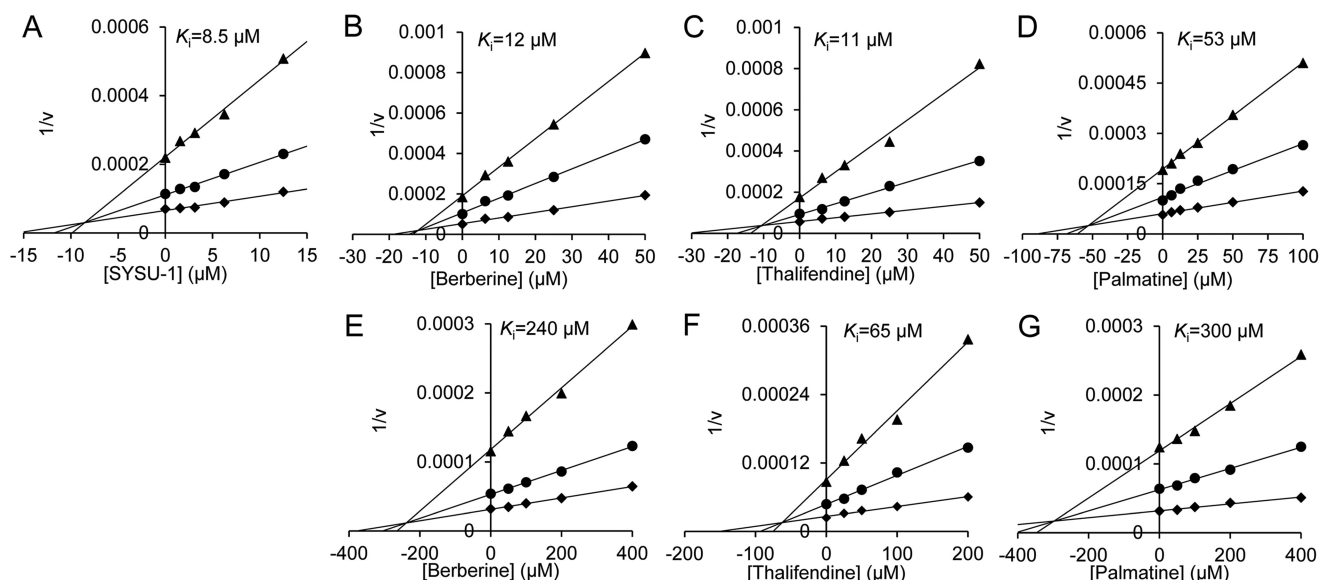 A
Ki=8.5 µM
0.0006
0.0004
0.0002
0
1/v
-15 -10 -5 0 5 10 15
[SYSU-1] (µM)
B
Ki=12 µM
0.001
0.0008
0.0006
0.0004
0.0002
0
1/v
-30 -20 -10 0 10 20 30 40 50
[Berberine] (µM)
C
Ki=11 µM
0.001
0.0008
0.0006
0.0004
0.0002
0
1/v
-30 -20 -10 0 10 20 30 40 50
[Thalifendine] (µM)
D
Ki=53 µM
0.0006
0.00045
0.0003
0.00015
0
1/v
-100 -75 -50 -25 0 25 50 75 100
[Palmatine] (µM)
E
Ki=240 µM
0.0003
0.0002
0.0001
0
1/v
-400 -200 0 200 400
[Berberine] (µM)
F
Ki=65 µM
0.00036
0.00024
0.00012
0
1/v
-200 -100 0 100 200
[Thalifendine] (µM)
G
Ki=300 µM
0.0003
0.0002
0.0001
0
1/v
-400 -200 0 200 400
[Palmatine] (µM)